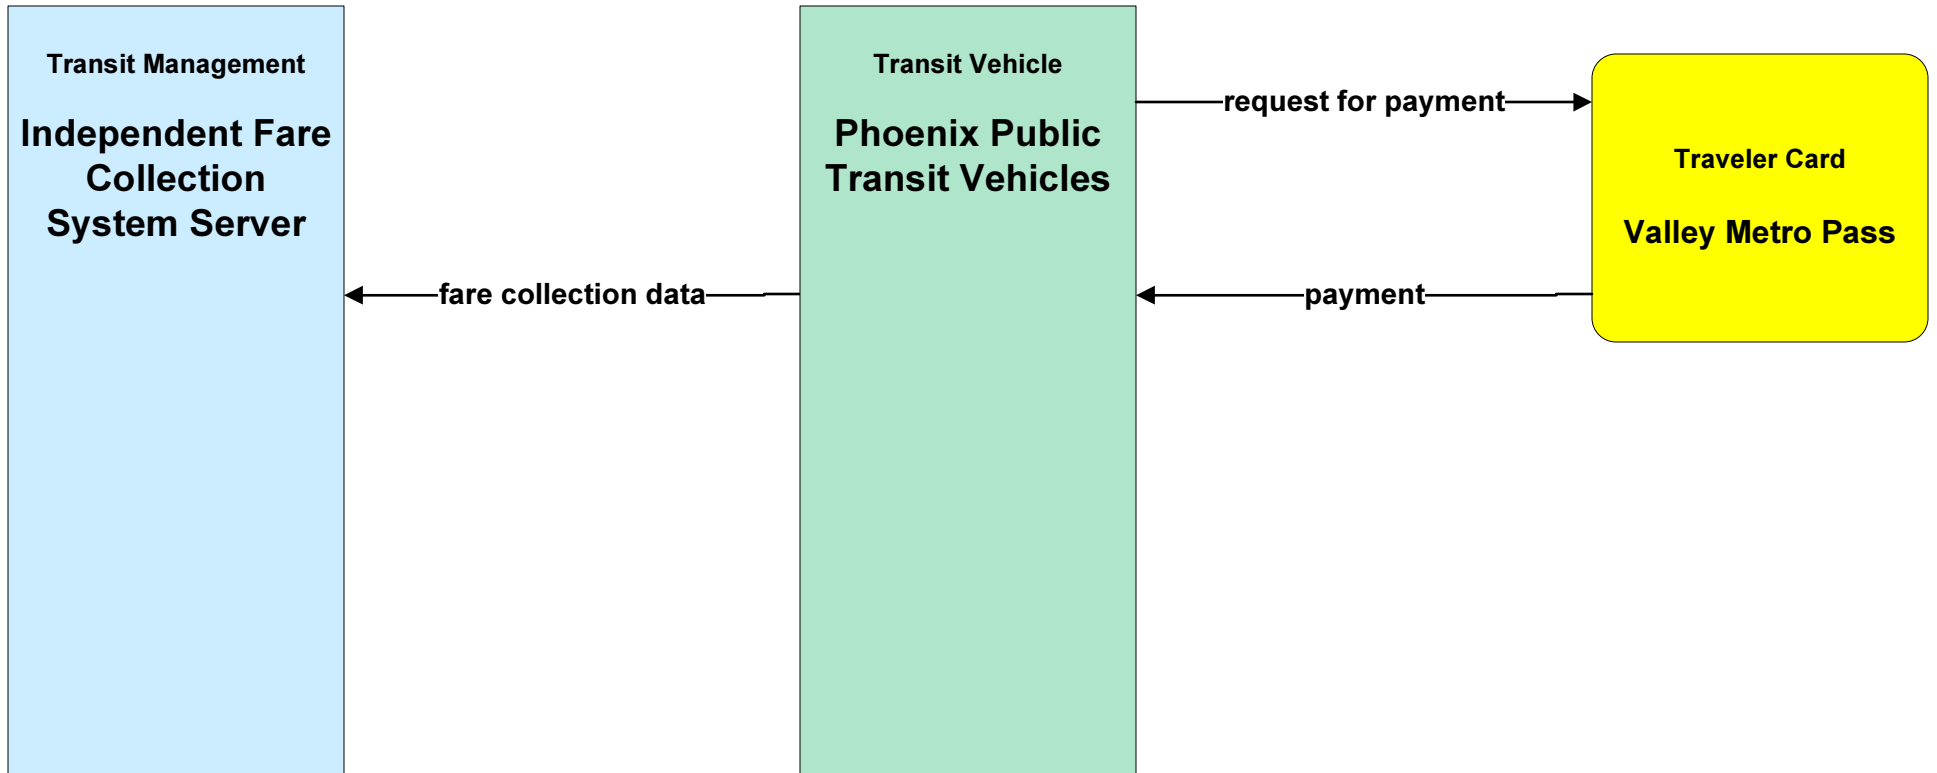 Transit Management
Independent Fare
Collection
System Server
Transit Vehicle
Phoenix Public
Transit Vehicles
request for payment
Traveler Card
Valley Metro Pass
fare collection data
payment